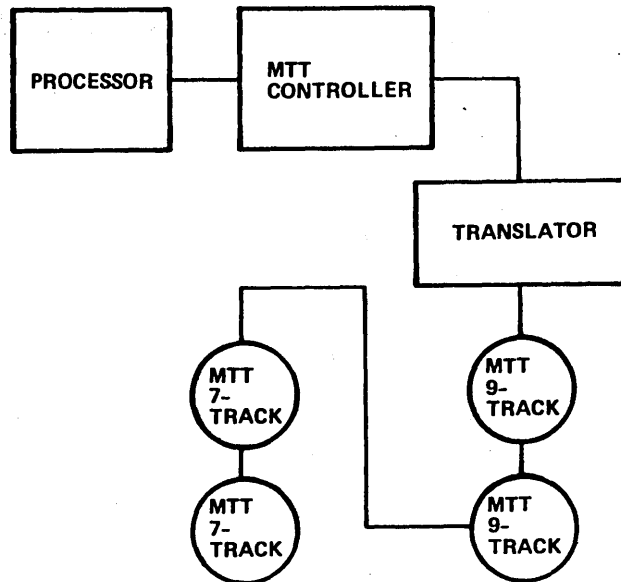 PROCESSOR
MTT
CONTROLLER
TRANSLATOR
MTT
7-
TRACK
MTT
9-
TRACK
MTT
7-
TRACK
MTT
9-
TRACK